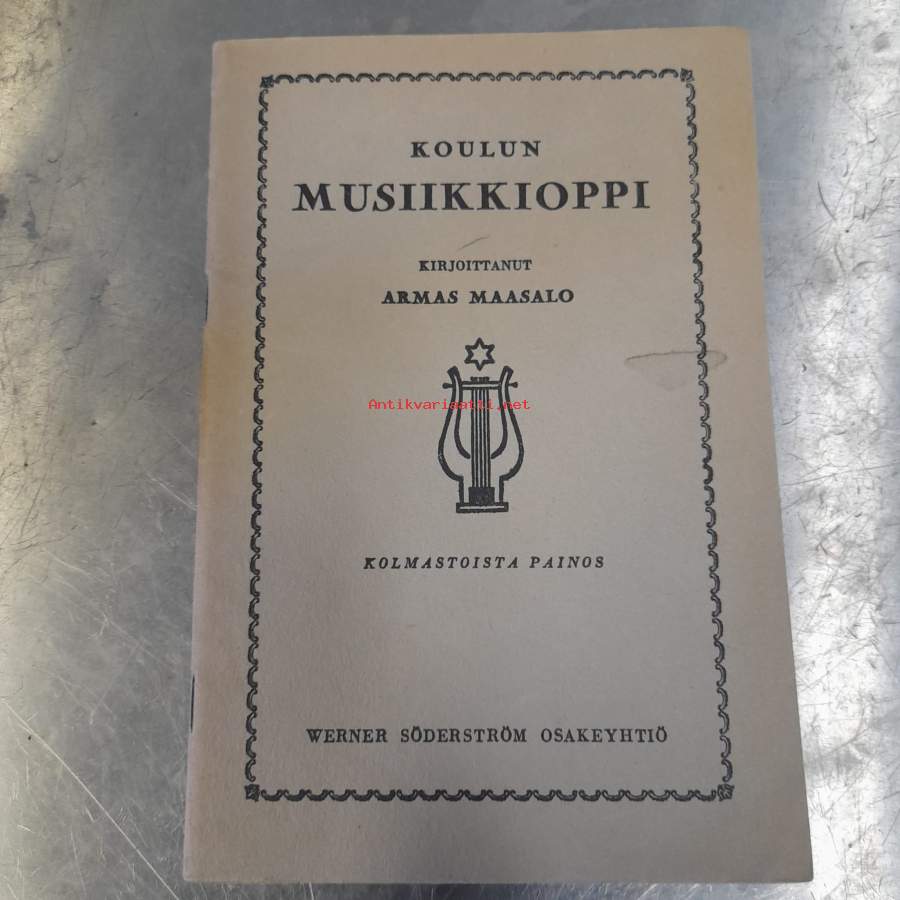 KOULUN
MUSIIKKIOPPI
KIRJOITTANUT
ARMAS MAASALO
Antikvariaatti.net
KOLMASTOISTA PAINOS
WERNER SÖDERSTRÖM OSAKEYHTIÖ